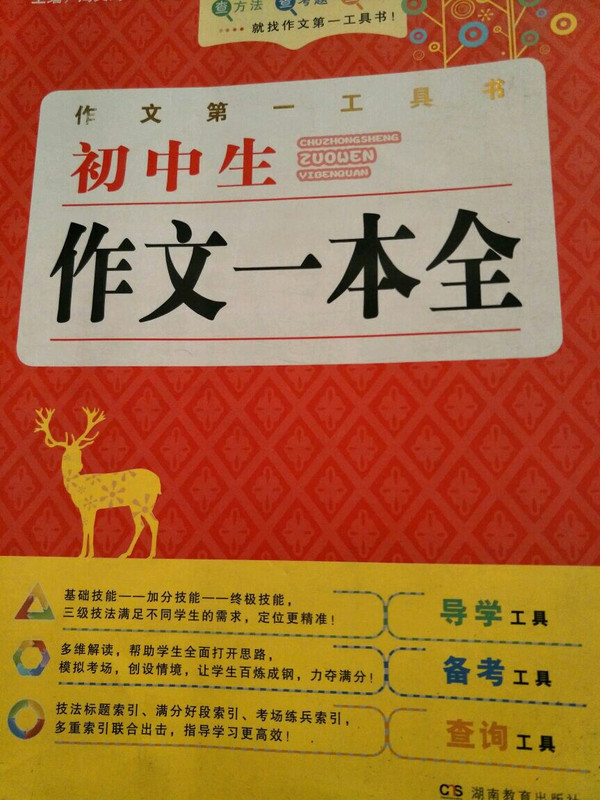 主编
查方法 查考题
就找作文第一工具书！
作文第一工具书
初中生
CHUZHONGSHENG
ZUOWEN
YIBENQUAN
作文一本全
基础技能——加分技能——终极技能，
三级技法满足不同学生的需求，定位更精准！
导学工具
多维解读，帮助学生全面打开思路，
模拟考场，创设情境，让学生百炼成钢，力夺满分！
备考工具
技法标题索引、满分好段索引、考场练兵索引，
多重索引联合出击，指导学习更高效！
查询工具
湖南教育出版社